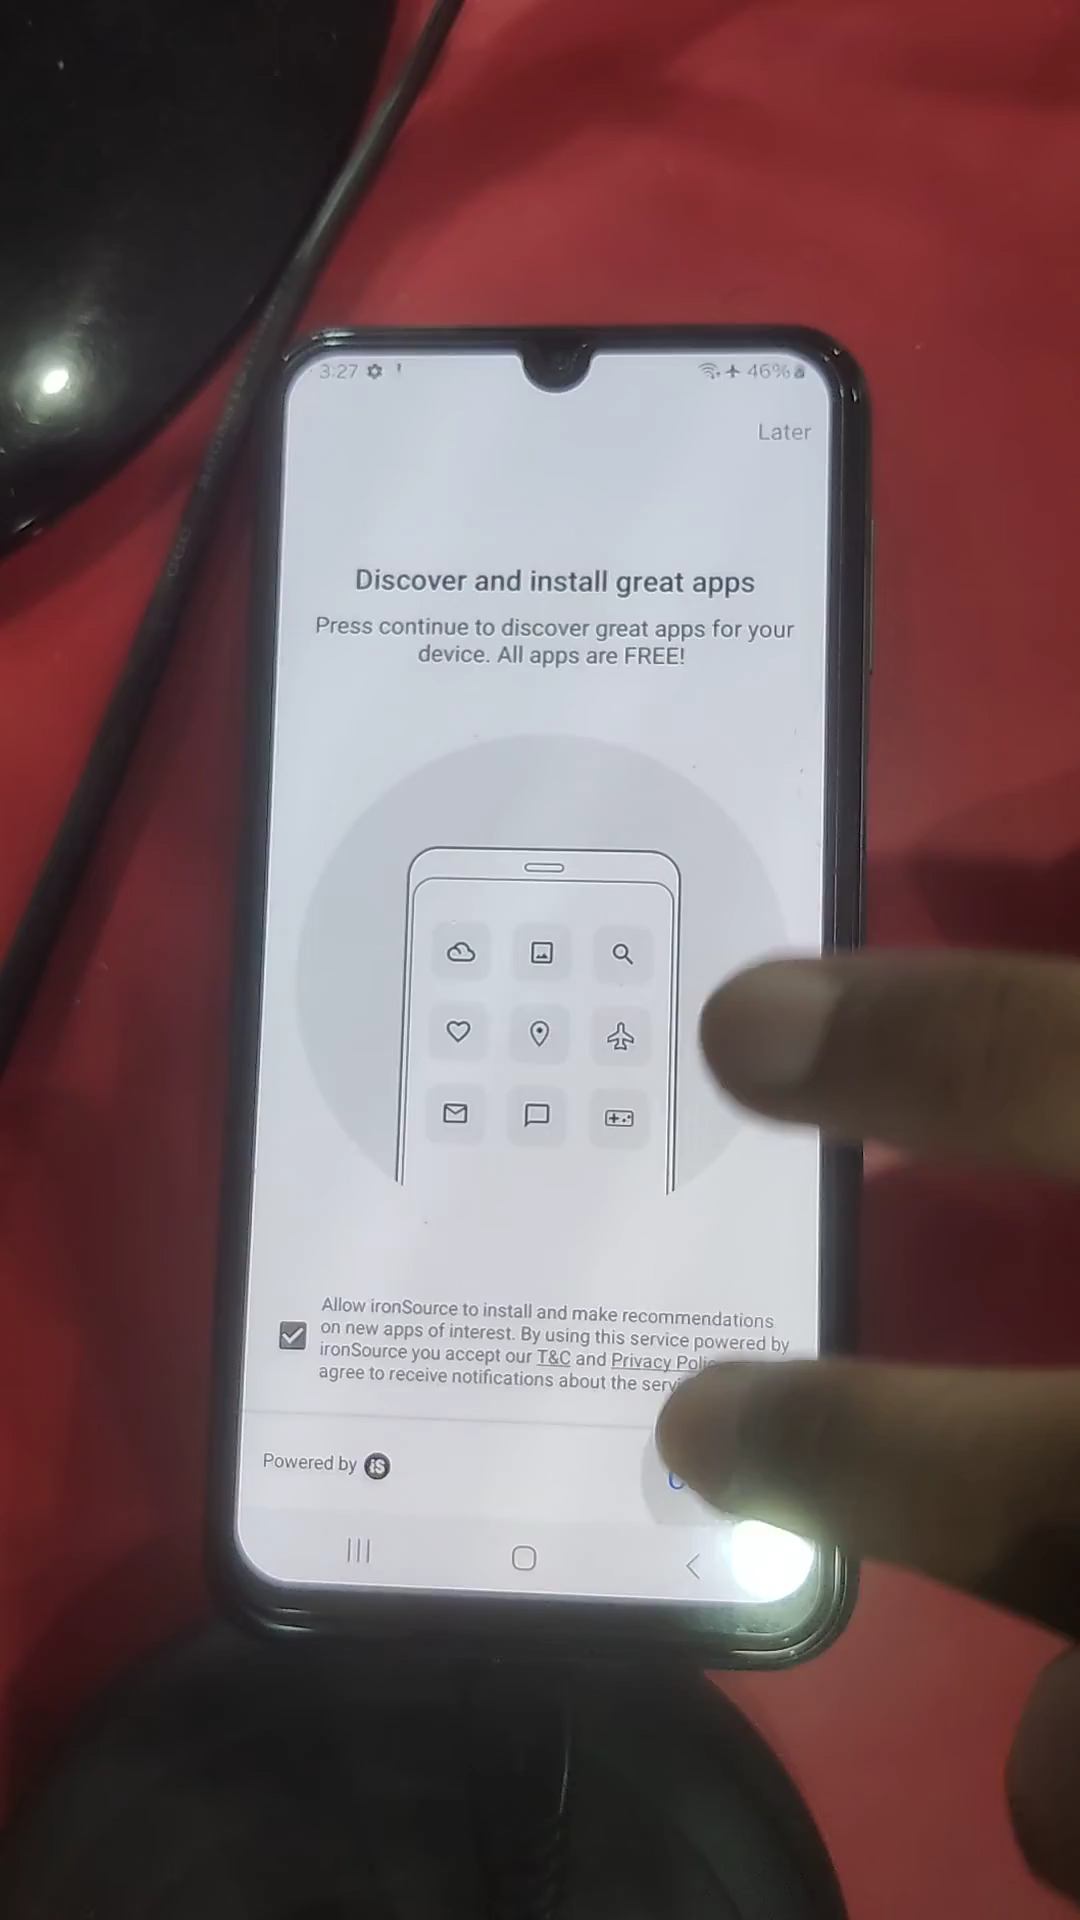 3:27
46%
Later
Discover and install great apps
Press continue to discover great apps for your
device. All apps are FREE!
Allow ironSource to install and make recommendations
on new apps of interest. By using this service powered by
ironSource you accept our T&C and Privacy
agree to receive notifications about the
Powered by iS